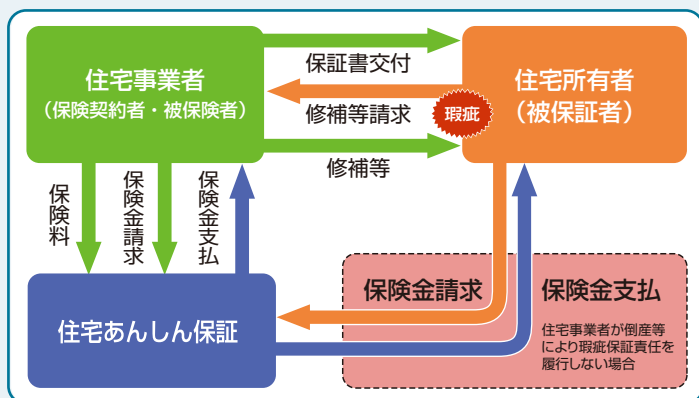 住宅事業者
（保険契約者・被保険者）
保証書交付
修補等請求
瑕疵
修補等
住宅所有者
（被保証者）
保険料
保険金請求
保険金支払
住宅あんしん保証
保険金請求
保険金支払
住宅事業者が倒産等
により瑕疵保証責任を
履行しない場合